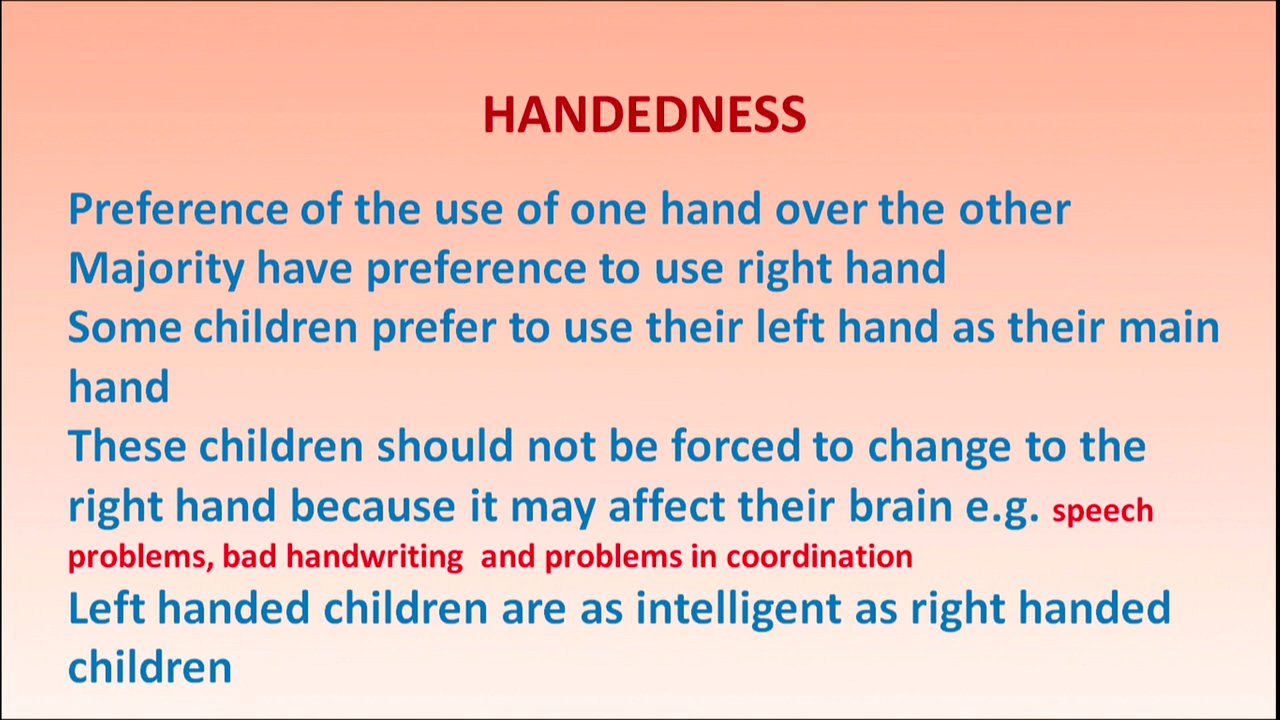 HANDEDNESS
Preference of the use of one hand over the other
Majority have preference to use right hand
Some children prefer to use their left hand as their main
hand
These children should not be forced to change to the
right hand because it may affect their brain e.g. speech
problems, bad handwriting  and problems in coordination
Left handed children are as intelligent as right handed
children